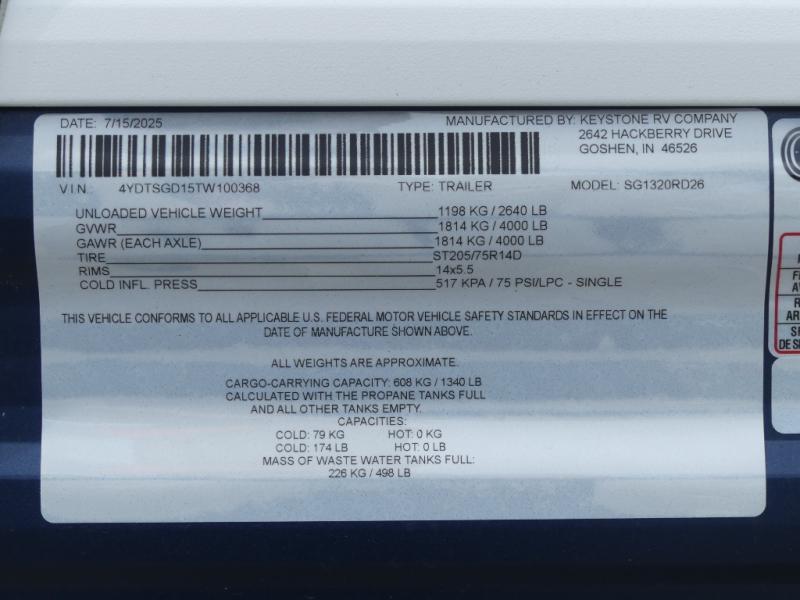 DATE: 7/15/2025
MANUFACTURED BY: KEYSTONE RV COMPANY
2642 HACKBERRY DRIVE
GOSHEN, IN 46526
V I N : 4YDTSGD15TW100368 TYPE: TRAILER MODEL: SG1320RD26
UNLOADED VEHICLE WEIGHT 1198 KG / 2640 LB
GVWR 1814 KG / 4000 LB
GAWR (EACH AXLE) 1814 KG / 4000 LB
TIRE ST205/75R14D
RIMS 14x5.5
COLD INFL. PRESS 517 KPA / 75 PSI/LPC - SINGLE
THIS VEHICLE CONFORMS TO ALL APPLICABLE U.S. FEDERAL MOTOR VEHICLE SAFETY STANDARDS IN EFFECT ON THE
DATE OF MANUFACTURE SHOWN ABOVE.
ALL WEIGHTS ARE APPROXIMATE.
CARGO-CARRYING CAPACITY: 608 KG / 1340 LB
CALCULATED WITH THE PROPANE TANKS FULL
AND ALL OTHER TANKS EMPTY.
CAPACITIES:
COLD: 79 KG HOT: 0 KG
COLD: 174 LB HOT: 0 LB
MASS OF WASTE WATER TANKS FULL:
226 KG / 498 LB